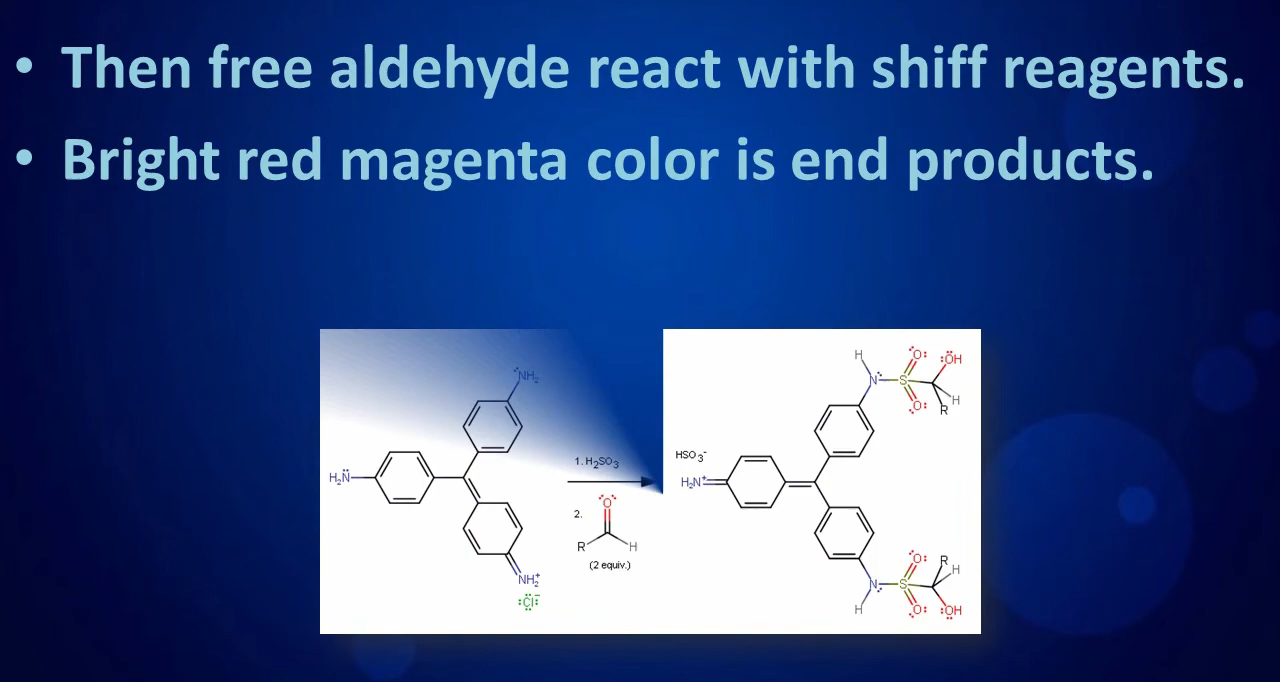 • Then free aldehyde react with shiff reagents.
• Bright red magenta color is end products.
NH₂
H₂N
NH₂⁺
:Cl:⁻
1. H₂SO₃
2.
O
R H
(2 equiv.)
HSO₃⁻
H₂N⁺
H
N
S
O:
O:
:OH
H
R
H
N
S
O:
O:
R
H
:OH